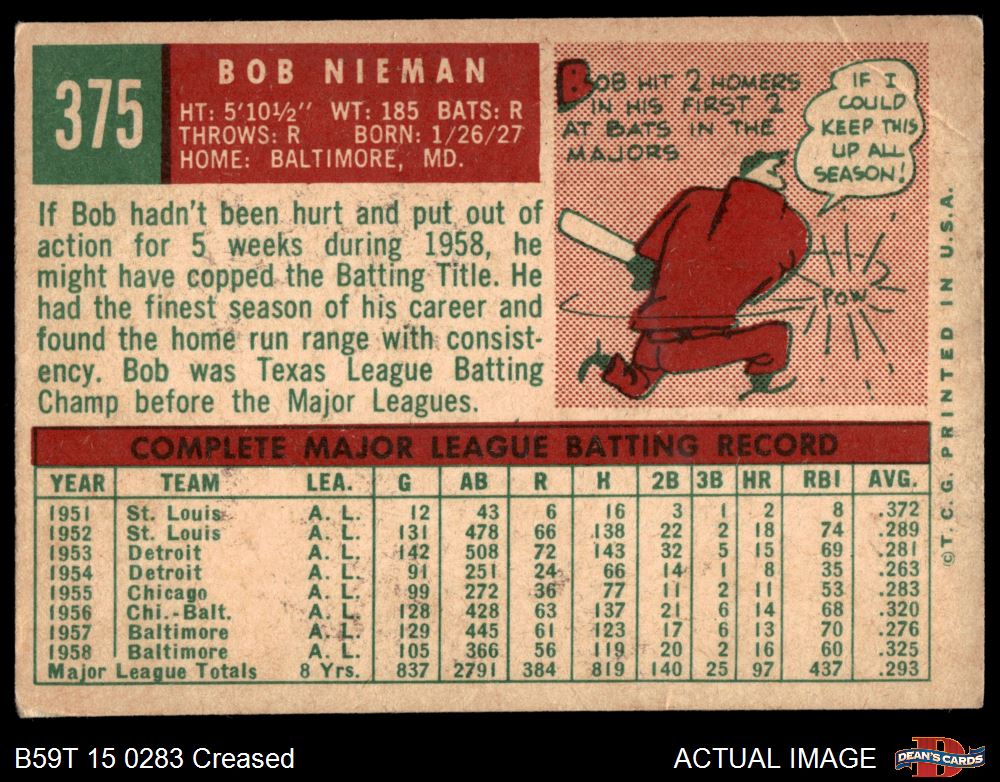 375
BOB NIEMAN
HT: 5'10½" WT: 185 BATS: R
THROWS: R BORN: 1/26/27
HOME: BALTIMORE, MD.
BOB HIT 2 HOMERS
IN HIS FIRST 2
AT BATS IN THE
MAJORS
IF I
COULD
KEEP THIS
UP ALL
SEASON!
POW
If Bob hadn't been hurt and put out of
action for 5 weeks during 1958, he
might have copped the Batting Title. He
had the finest season of his career and
found the home run range with consist-
ency. Bob was Texas League Batting
Champ before the Major Leagues.
COMPLETE MAJOR LEAGUE BATTING RECORD
YEAR TEAM LEA. G AB R H 2B 3B HR RBI AVG.
1951 St. Louis A. L. 12 43 6 16 3 1 2 8 .372
1952 St. Louis A. L. 131 478 66 138 22 2 18 74 .289
1953 Detroit A. L. 142 508 72 143 32 5 15 69 .281
1954 Detroit A. L. 91 251 24 66 14 1 8 35 .263
1955 Chicago A. L. 99 272 36 77 11 2 11 53 .283
1956 Chi.-Balt. A. L. 128 428 63 137 21 6 14 68 .320
1957 Baltimore A. L. 129 445 61 123 17 6 13 70 .276
1958 Baltimore A. L. 105 366 56 119 20 2 16 60 .325
Major League Totals 8 Yrs. 837 2791 384 819 140 25 97 437 .293
© T. C. G. PRINTED IN U.S.A.
B59T 15 0283 Creased
ACTUAL IMAGE
D
DEAN'S CARDS